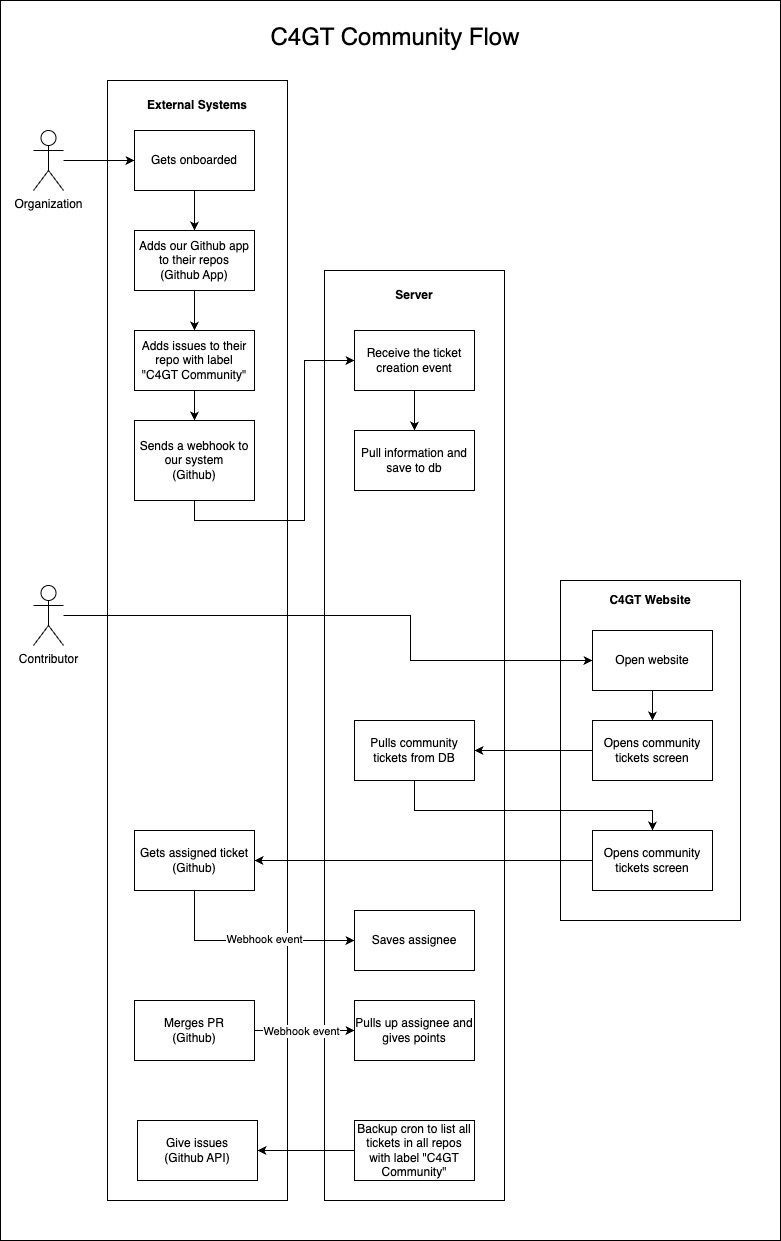 C4GT Community Flow
External Systems
Gets onboarded
Organization
Adds our Github app
to their repos
(Github App)
Server
Adds issues to their
repo with label
"C4GT Community"
Receive the ticket
creation event
Sends a webhook to
our system
(Github)
Pull information and
save to db
Contributor
C4GT Website
Open website
Pulls community
tickets from DB
Opens community
tickets screen
Gets assigned ticket
(Github)
Opens community
tickets screen
Webhook event
Saves assignee
Merges PR
(Github)
Webhook event
Pulls up assignee and
gives points
Give issues
(Github API)
Backup cron to list all
tickets in all repos
with label "C4GT
Community"